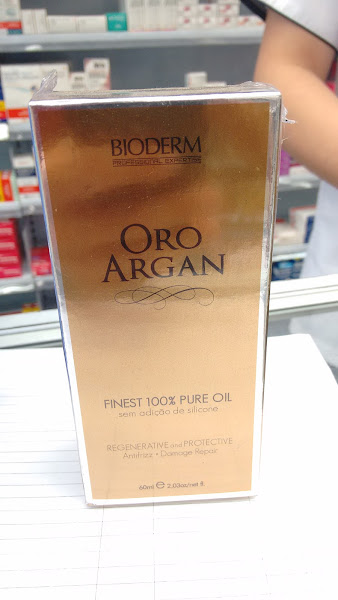 BIODERM
PROFESSIONAL EXPERTISE
ORO
ARGAN
FINEST 100% PURE OIL
sem adição de silicone
REGENERATIVE and PROTECTIVE
Antifrizz • Damage Repair
60ml e 2.03oz/net fl.